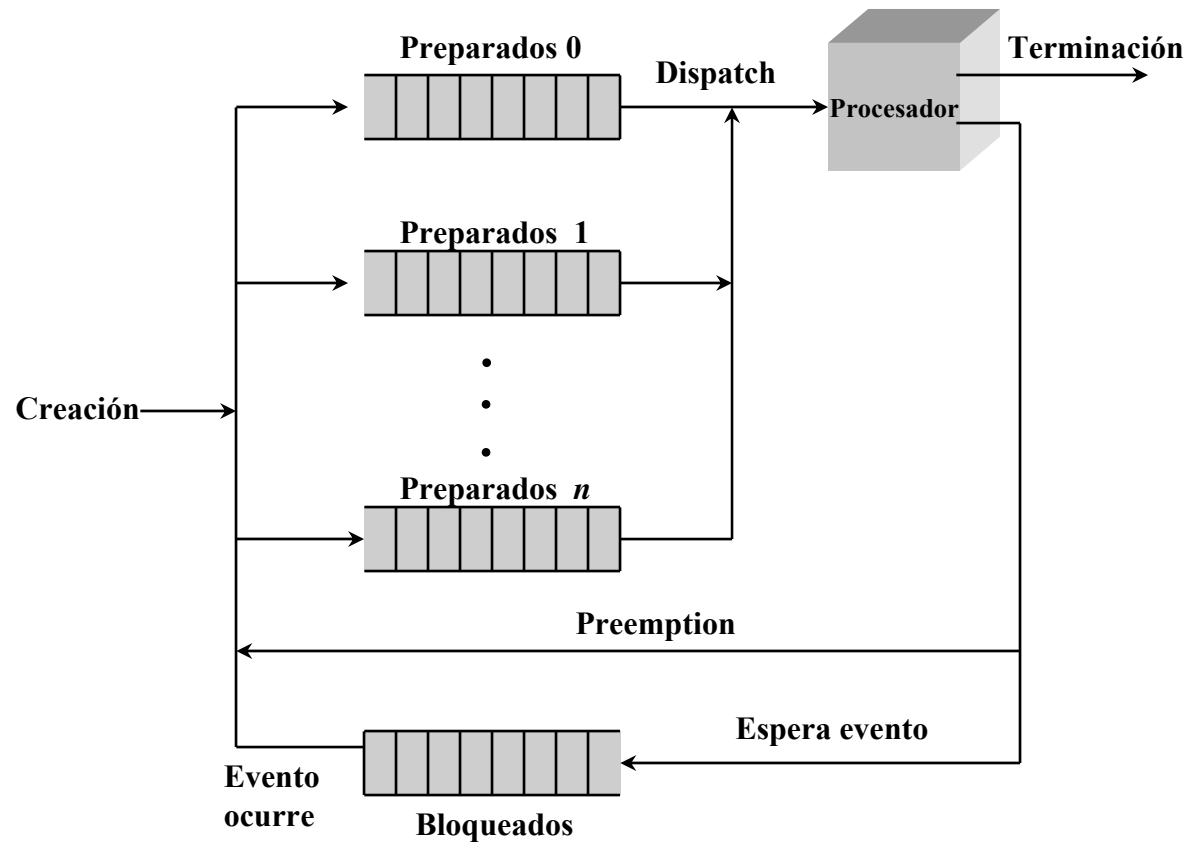 Preparados 0
Dispatch
Terminación
Procesador
Preparados 1
Creación
Preparados n
Preemption
Espera evento
Evento
ocurre
Bloqueados